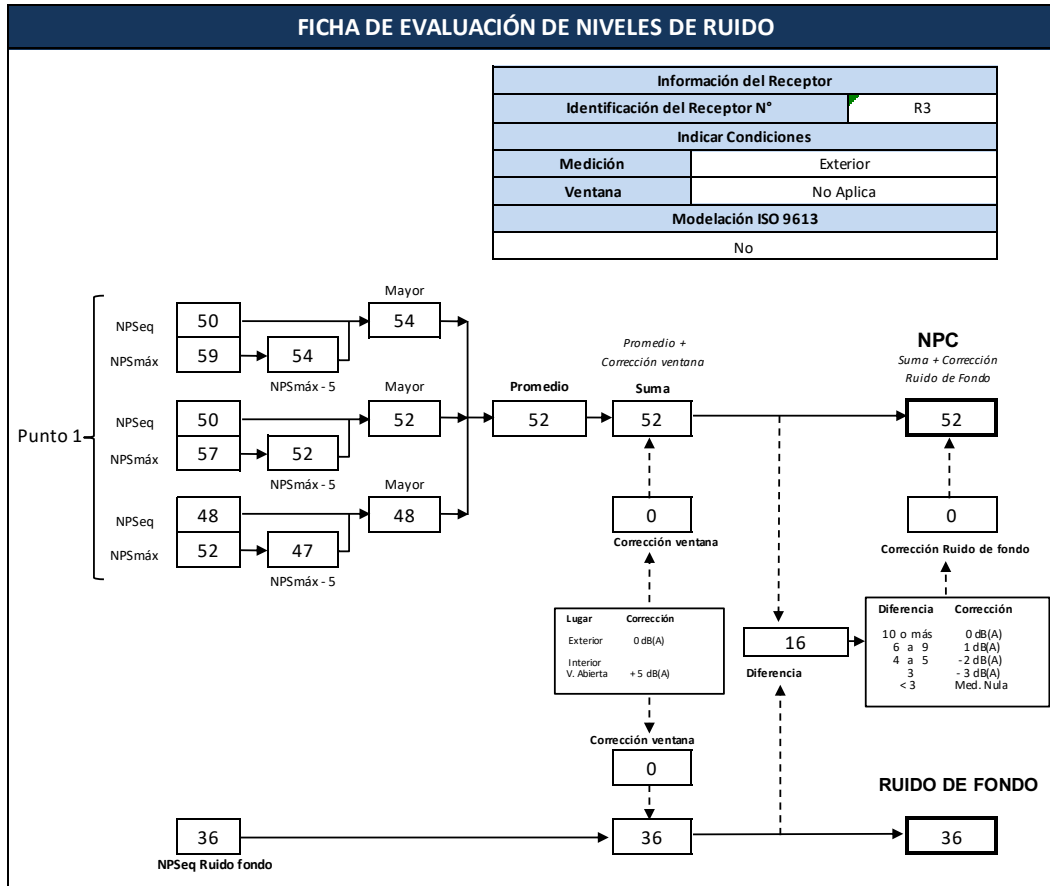 FICHA DE EVALUACIÓN DE NIVELES DE RUIDO
Información del Receptor
Identificación del Receptor N° R3
Indicar Condiciones
Medición Exterior
Ventana No Aplica
Modelación ISO 9613
No
Punto 1
NPSeq 50
NPSmáx 59
54
NPSmáx - 5
Mayor
54
NPSeq 50
NPSmáx 57
52
NPSmáx - 5
Mayor
52
NPSeq 48
NPSmáx 52
47
NPSmáx - 5
Mayor
48
Promedio
52
Promedio +
Corrección ventana
Suma
52
0
Corrección ventana
NPC
Suma + Corrección
Ruido de Fondo
52
0
Corrección Ruido de fondo
Lugar Corrección
Exterior 0 dB(A)
Interior
V. Abierta + 5 dB(A)
16
Diferencia
Diferencia Corrección
10 o más 0 dB(A)
6 a 9 1 dB(A)
4 a 5 -2 dB(A)
3 - 3 dB(A)
< 3 Med. Nula
Corrección ventana
0
RUIDO DE FONDO
36
NPSeq Ruido fondo
36
36